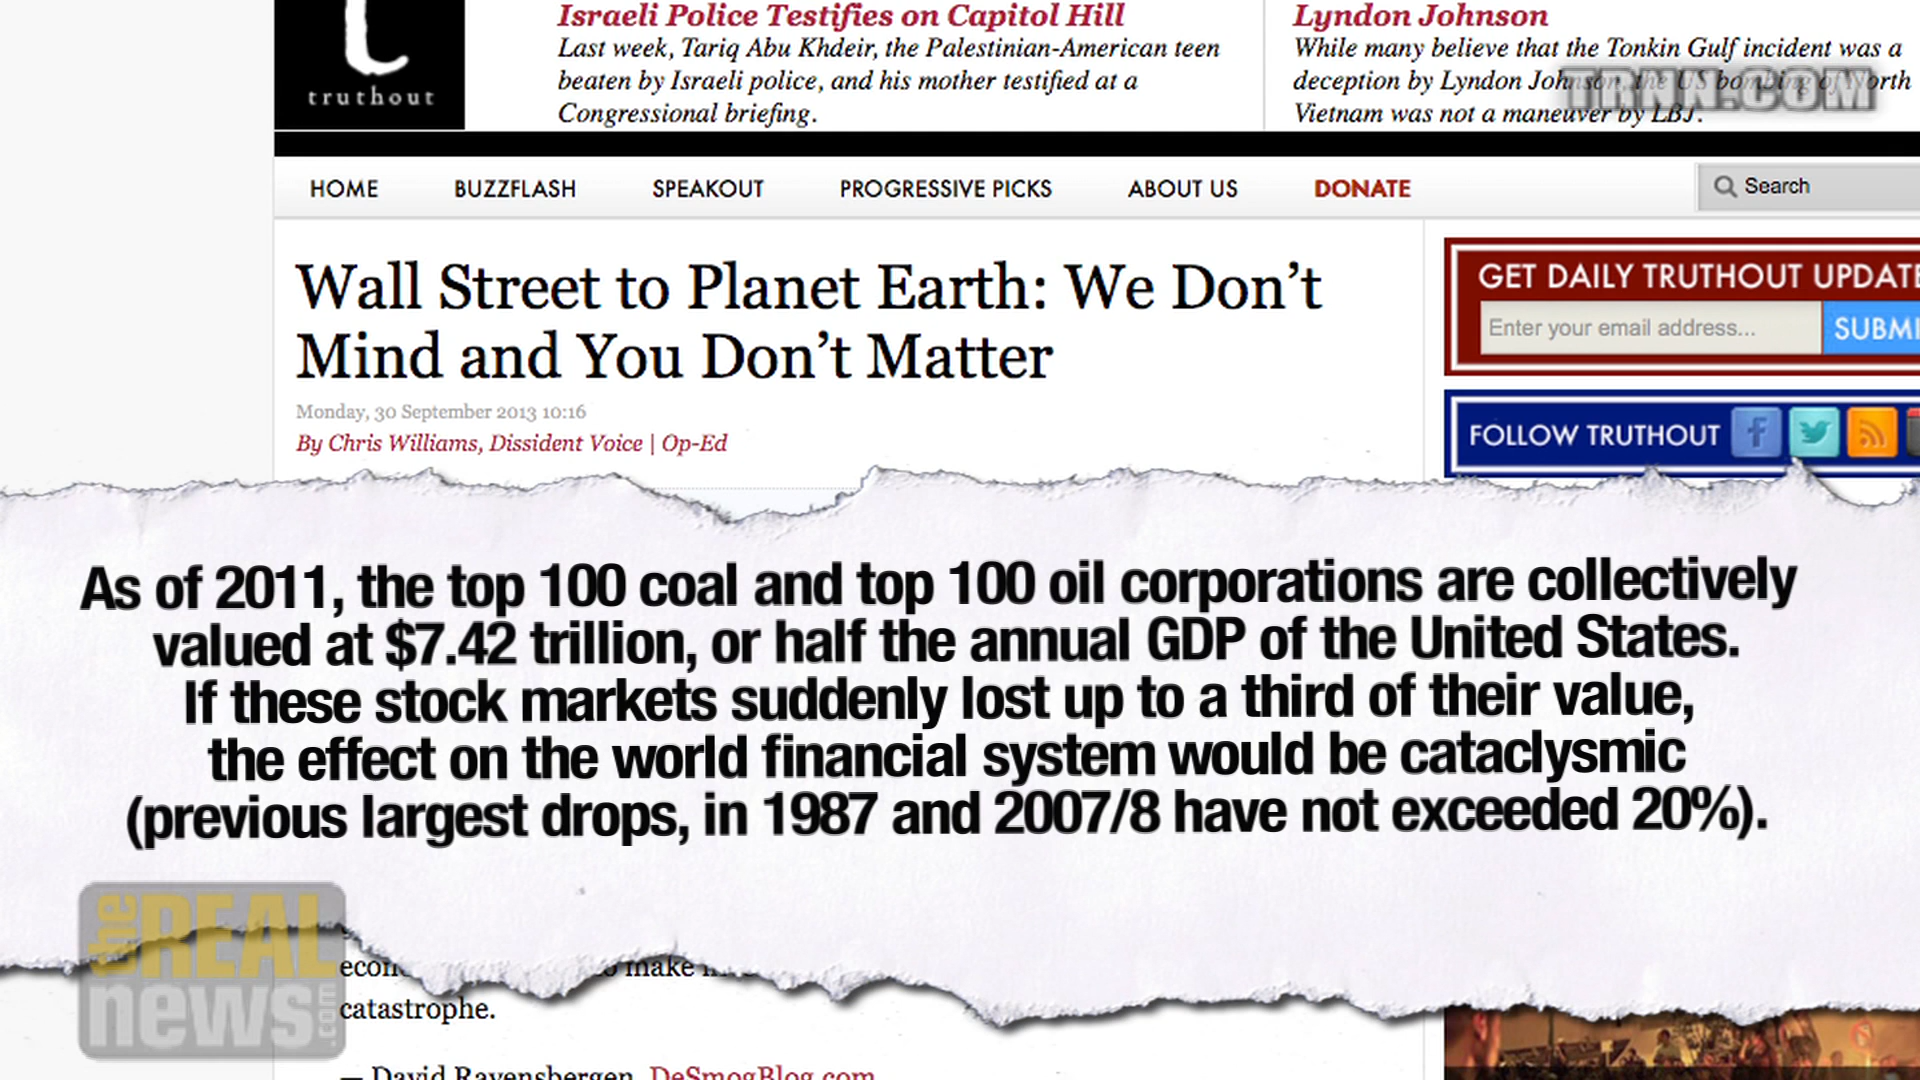 Israeli Police Testifies on Capitol Hill
Last week, Tariq Abu Khdeir, the Palestinian-American teen
beaten by Israeli police, and his mother testified at a
Congressional briefing.
Lyndon Johnson
While many believe that the Tonkin Gulf incident was a
deception by Lyndon Johnson, the US bombing of North
Vietnam was not a maneuver by LBJ.
TRNN.COM
truthout
HOME BUZZFLASH SPEAKOUT PROGRESSIVE PICKS ABOUT US DONATE
Search
Wall Street to Planet Earth: We Don’t
Mind and You Don’t Matter
Monday, 30 September 2013 10:16
By Chris Williams, Dissident Voice | Op-Ed
GET DAILY TRUTHOUT UPDATE
Enter your email address...
SUBMI
FOLLOW TRUTHOUT
As of 2011, the top 100 coal and top 100 oil corporations are collectively
valued at $7.42 trillion, or half the annual GDP of the United States.
If these stock markets suddenly lost up to a third of their value,
the effect on the world financial system would be cataclysmic
(previous largest drops, in 1987 and 2007/8 have not exceeded 20%).
the REAL
news.com
make
catastrophe.
— David Ravensbergen, DeSmogBlog.com